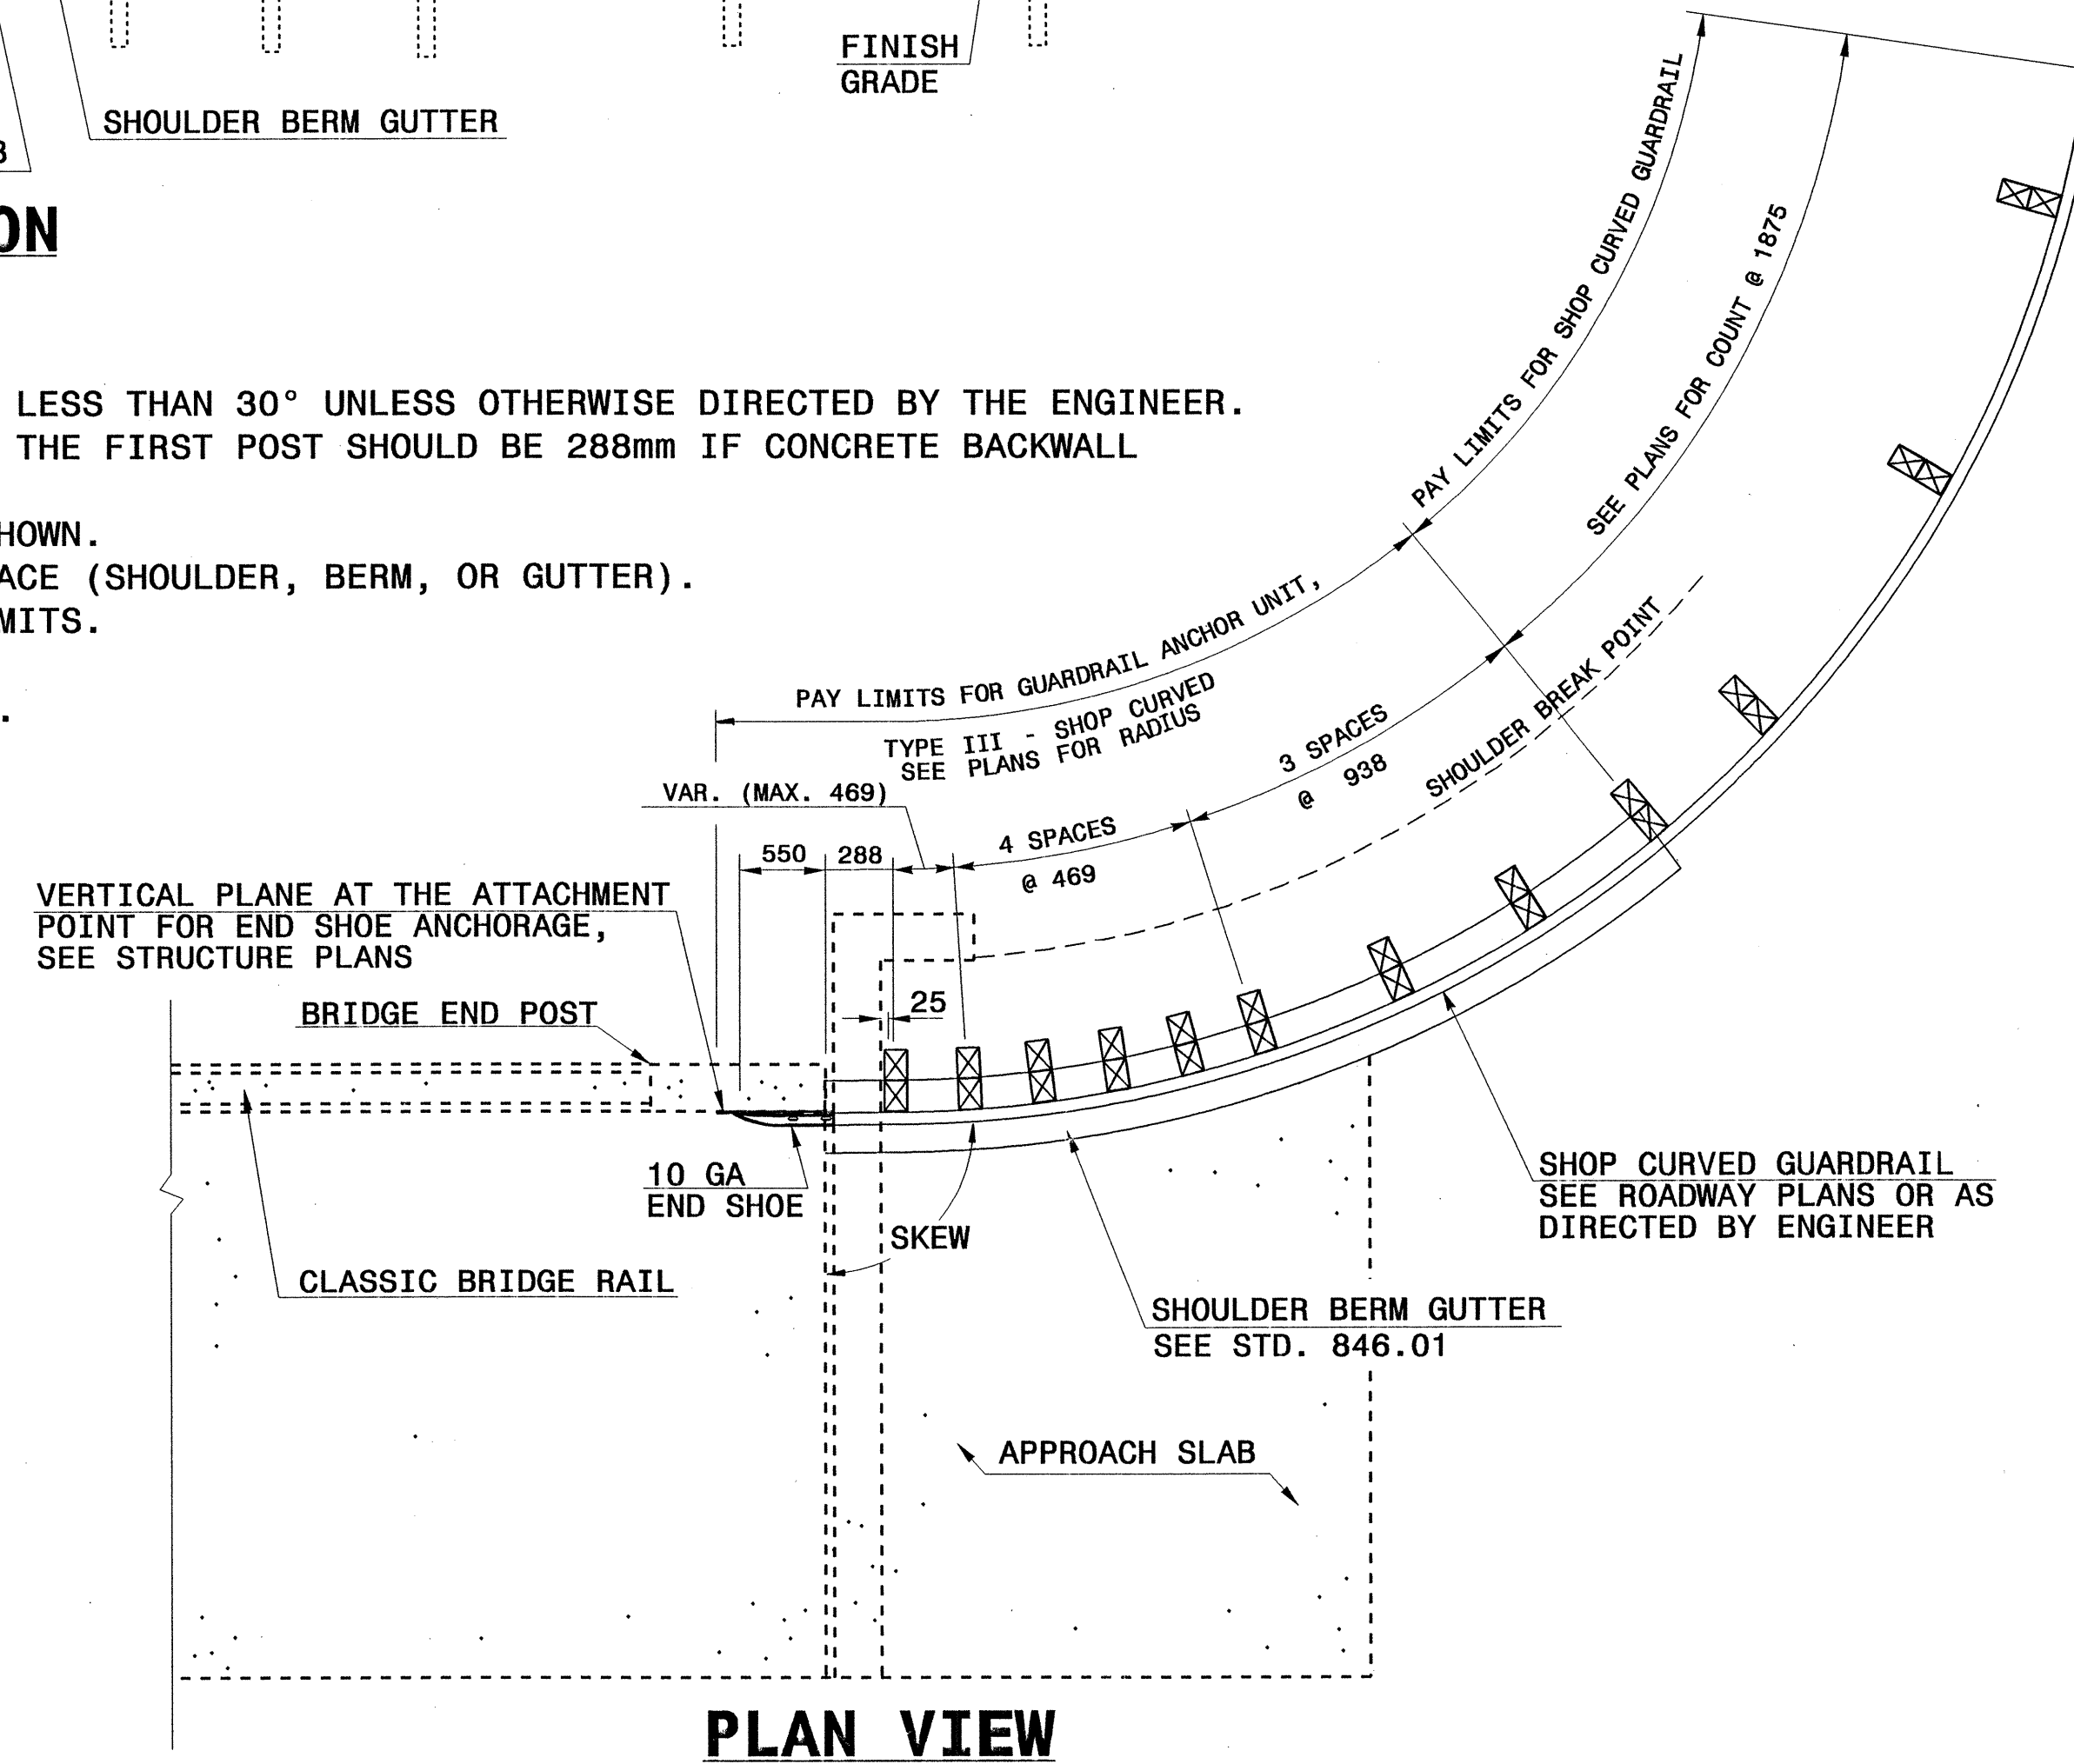 FINISH
GRADE
SHOULDER BERM GUTTER
ON
LESS THAN 30° UNLESS OTHERWISE DIRECTED BY THE ENGINEER.
THE FIRST POST SHOULD BE 288mm IF CONCRETE BACKWALL
HOWN.
ACE (SHOULDER, BERM, OR GUTTER).
MITS.
.
PAY LIMITS FOR SHOP CURVED GUARDRAIL
SEE PLANS FOR COUNT @ 1875
PAY LIMITS FOR GUARDRAIL ANCHOR UNIT,
TYPE III - SHOP CURVED
SEE PLANS FOR RADIUS
SHOULDER BREAK POINT
3 SPACES
@ 938
VAR. (MAX. 469)
4 SPACES
@ 469
550
288
VERTICAL PLANE AT THE ATTACHMENT
POINT FOR END SHOE ANCHORAGE,
SEE STRUCTURE PLANS
25
BRIDGE END POST
10 GA
END SHOE
SKEW
SHOP CURVED GUARDRAIL
SEE ROADWAY PLANS OR AS
DIRECTED BY ENGINEER
CLASSIC BRIDGE RAIL
SHOULDER BERM GUTTER
SEE STD. 846.01
APPROACH SLAB
PLAN VIEW